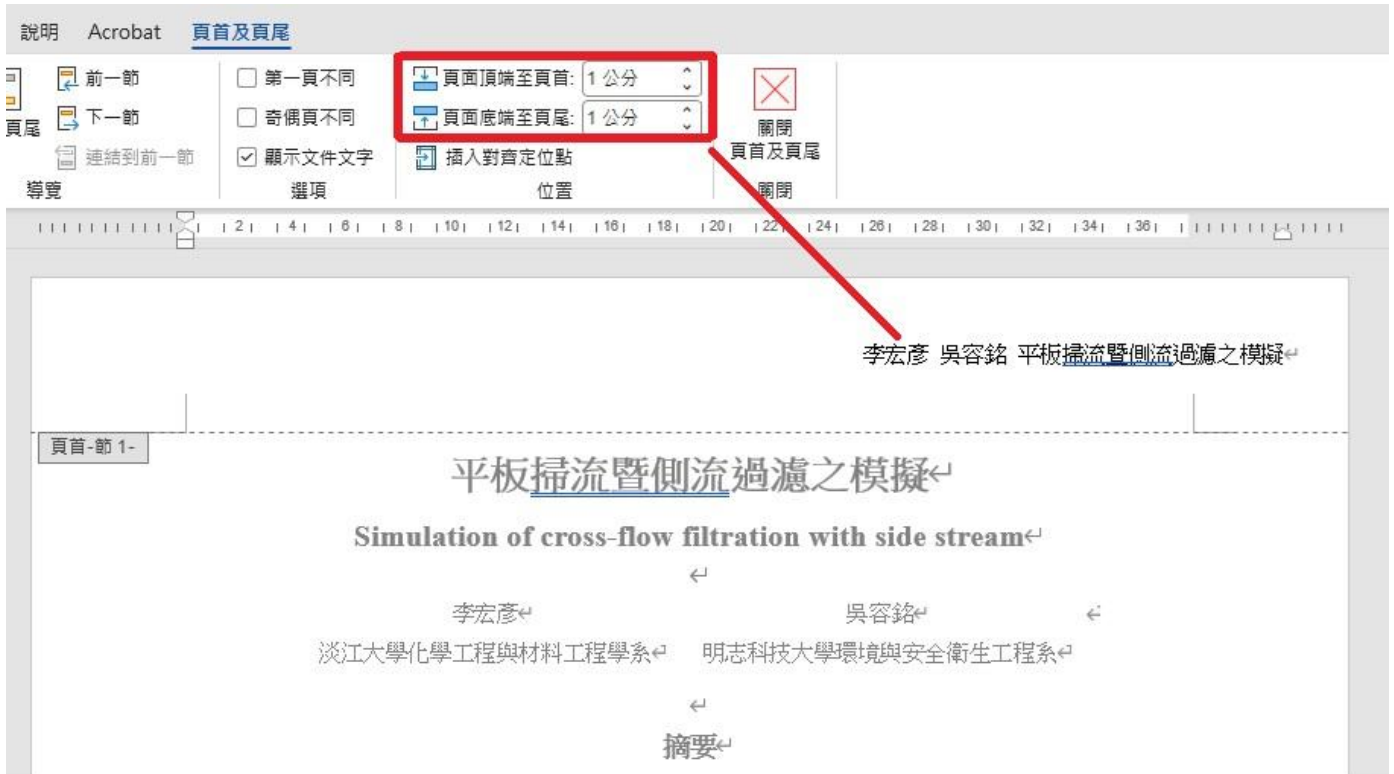 說明 Acrobat 頁首及頁尾
前一節 第一頁不同 頁面頂端至頁首: 1 公分
頁尾 下一節 奇偶頁不同 頁面底端至頁尾: 1 公分 關閉
連結到前一節 顯示文件文字 插入對齊定位點 頁首及頁尾
導覽 選項 位置 關閉
2 4 6 8 10 12 14 16 18 20 22 24 26 28 30 32 34 36
李宏彥 吳容銘 平板掃流暨側流過濾之模擬
頁首-節 1-
平板掃流暨側流過濾之模擬
Simulation of cross-flow filtration with side stream
李宏彥 吳容銘
淡江大學化學工程與材料工程學系 明志科技大學環境與安全衛生工程系
摘要